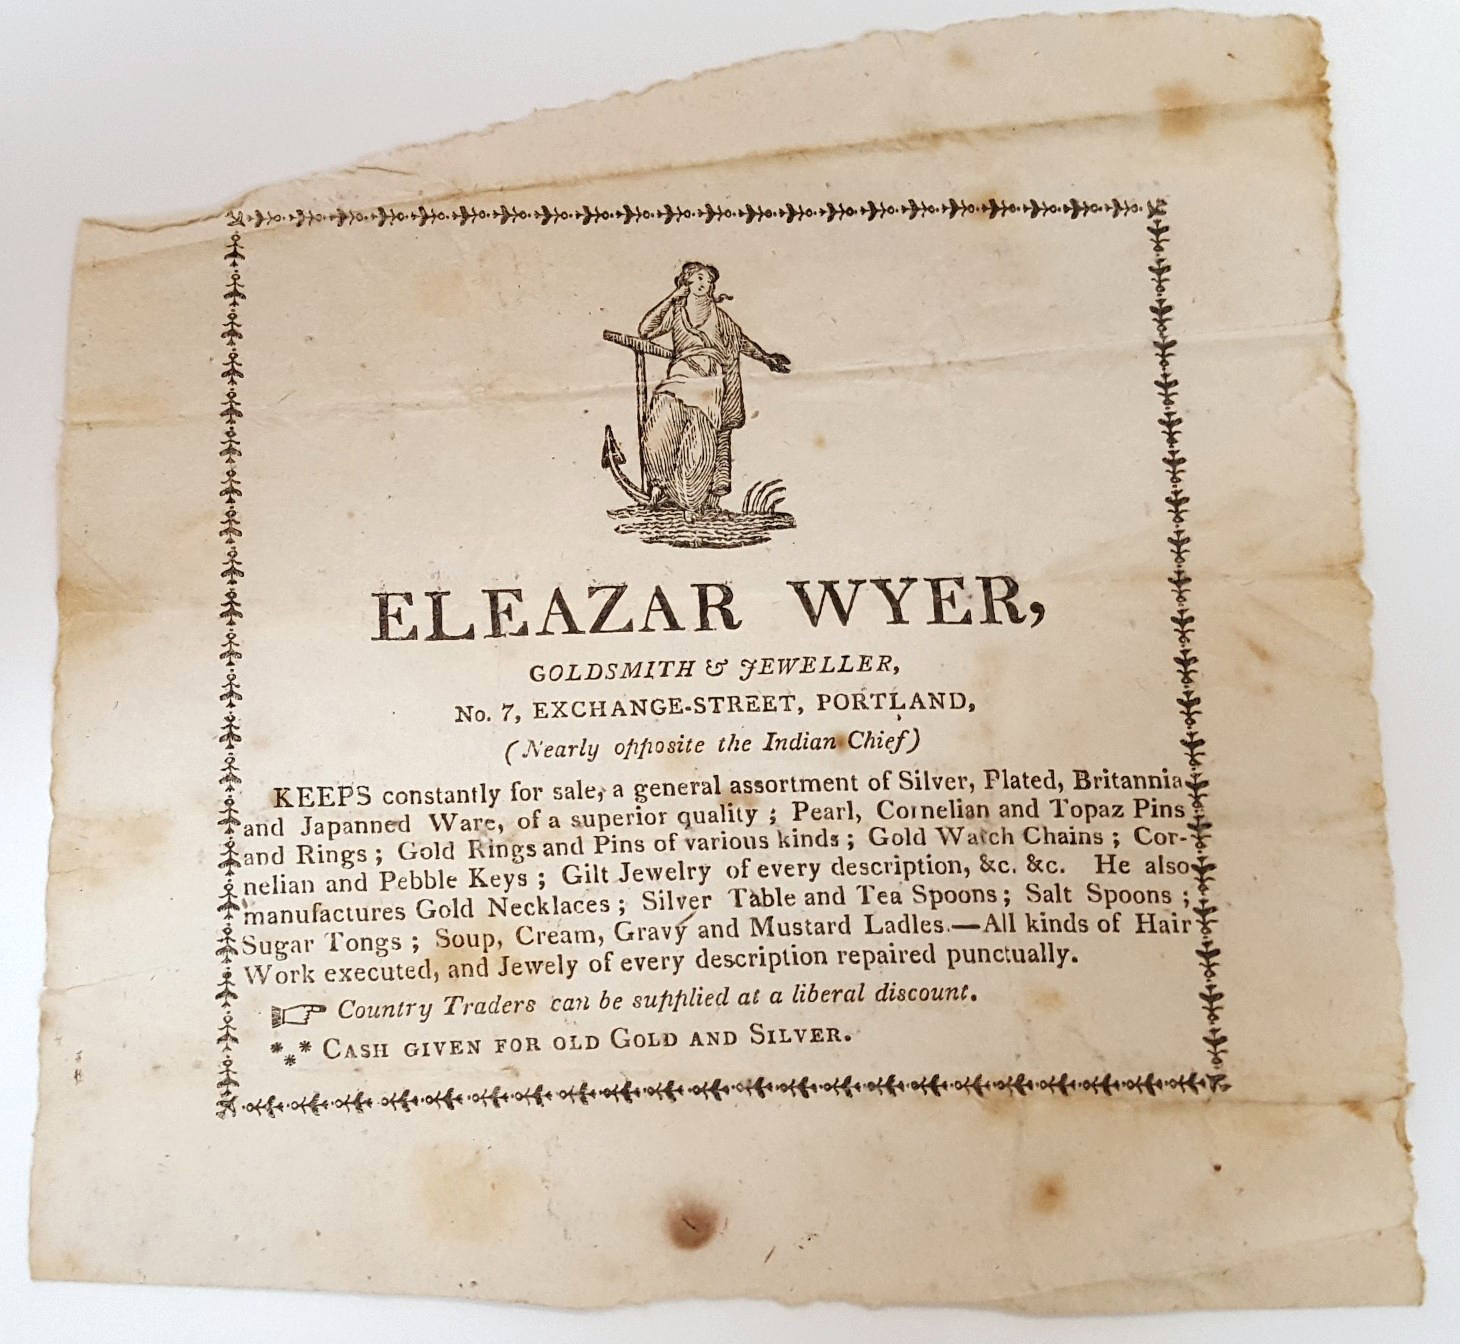 ELEAZAR WYER,
GOLDSMITH & JEWELLER,
No. 7, EXCHANGE-STREET, PORTLAND,
(Nearly opposite the Indian Chief)
KEEPS constantly for sale, a general assortment of Silver, Plated, Britannia
and Japanned Ware, of a superior quality ; Pearl, Cornelian and Topaz Pins
and Rings ; Gold Rings and Pins of various kinds ; Gold Watch Chains ; Cor-
nelian and Pebble Keys ; Gilt Jewelry of every description, &c. &c. He also
manufactures Gold Necklaces ; Silver Table and Tea Spoons ; Salt Spoons ;
Sugar Tongs ; Soup, Cream, Gravy and Mustard Ladles.—All kinds of Hair
Work executed, and Jewely of every description repaired punctually.
☞ Country Traders can be supplied at a liberal discount.
*⁎* CASH GIVEN FOR OLD GOLD AND SILVER.